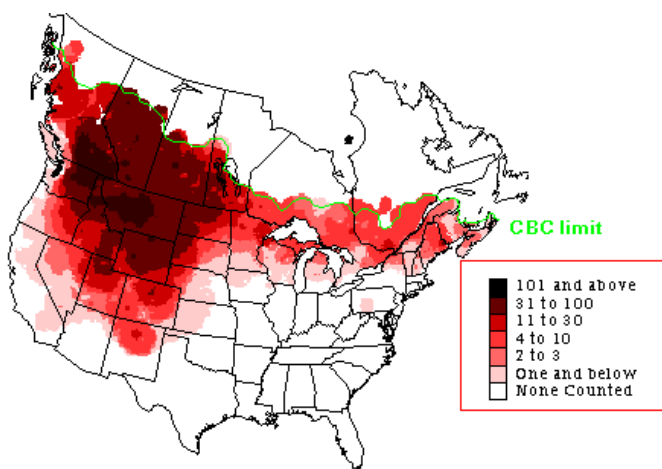 CBC limit
101 and above
31 to 100
11 to 30
4 to 10
2 to 3
One and below
None Counted